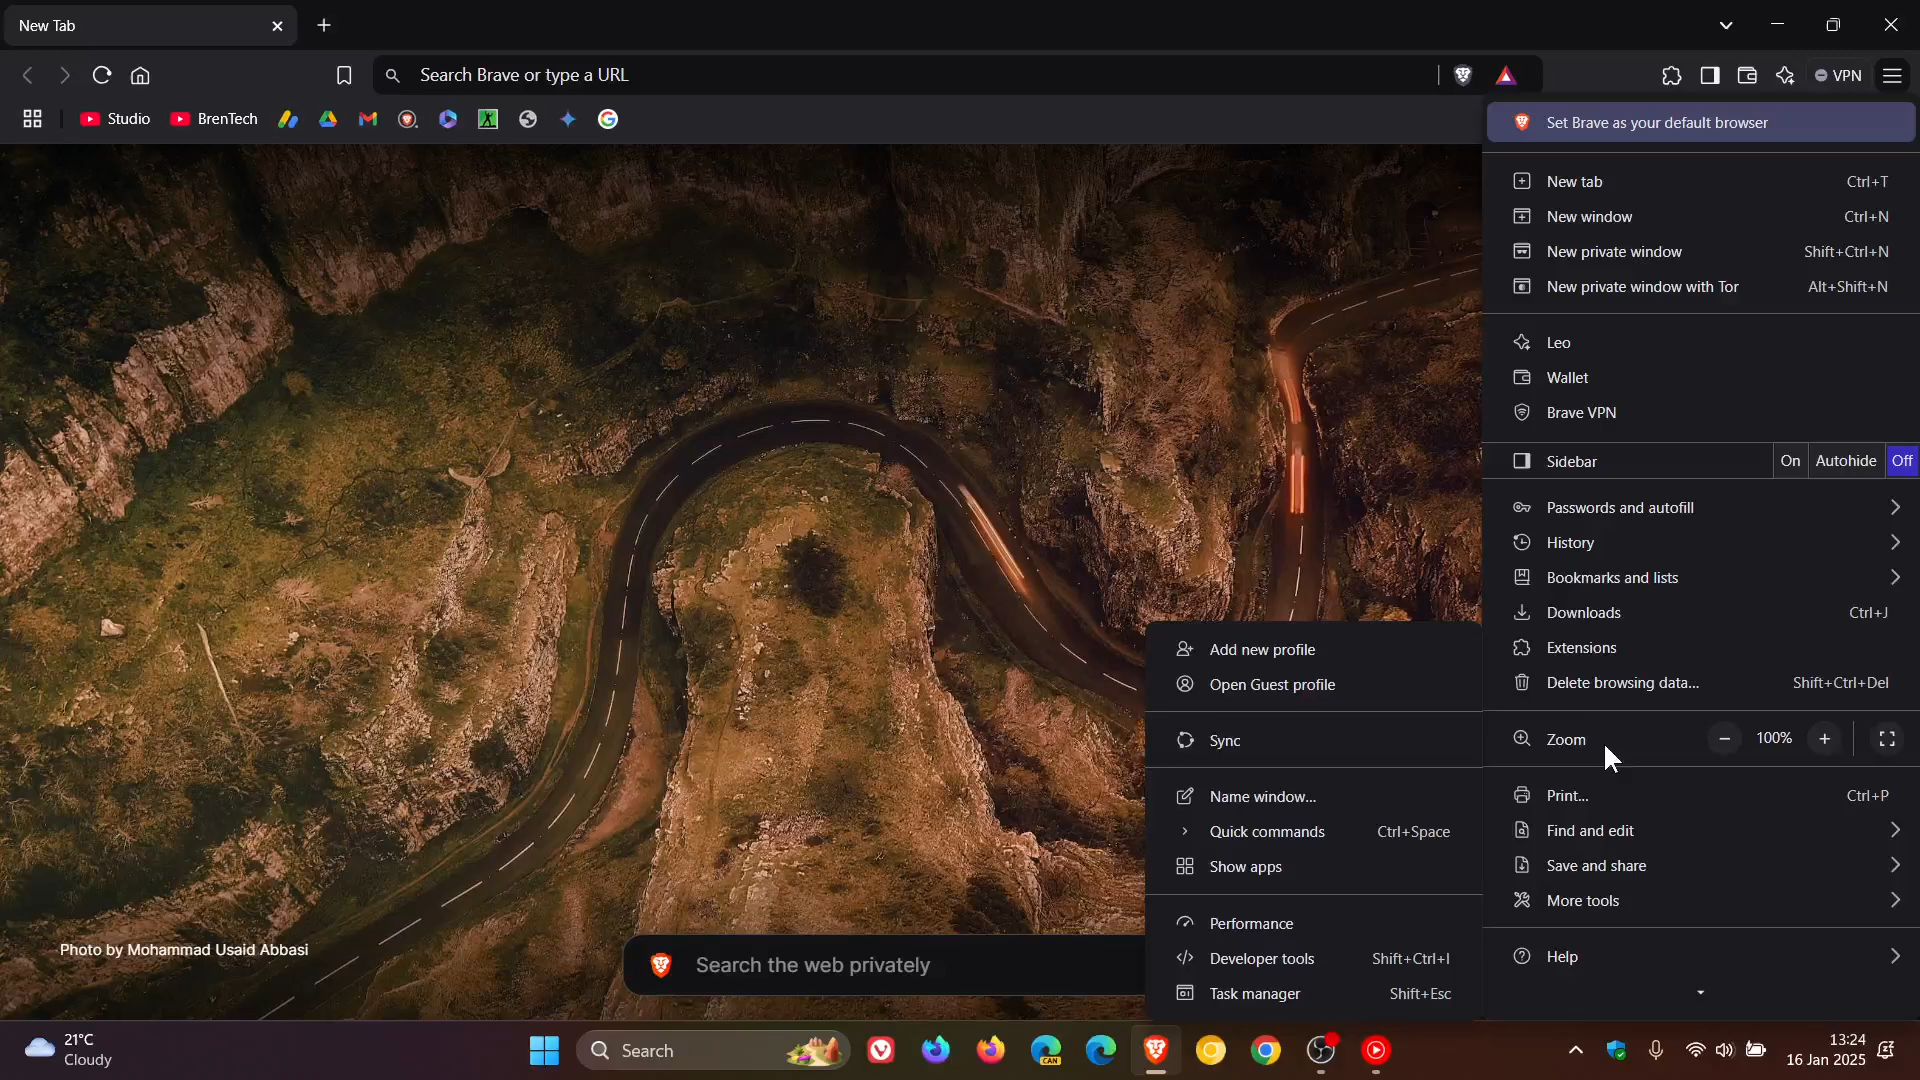 New Tab
Search Brave or type a URL
VPN
Studio
BrenTech
Set Brave as your default browser
New tab Ctrl+T
New window Ctrl+N
New private window Shift+Ctrl+N
New private window with Tor Alt+Shift+N
Leo
Wallet
Brave VPN
Sidebar On Autohide Off
Passwords and autofill
History
Bookmarks and lists
Downloads Ctrl+J
Extensions
Delete browsing data... Shift+Ctrl+Del
Zoom 100%
Print... Ctrl+P
Find and edit
Save and share
More tools
Help
Add new profile
Open Guest profile
Sync
Name window...
Quick commands Ctrl+Space
Show apps
Performance
Developer tools Shift+Ctrl+I
Task manager Shift+Esc
Photo by Mohammad Usaid Abbasi
Search the web privately
21°C
Cloudy
Search
CAN
13:24
16 Jan 2025